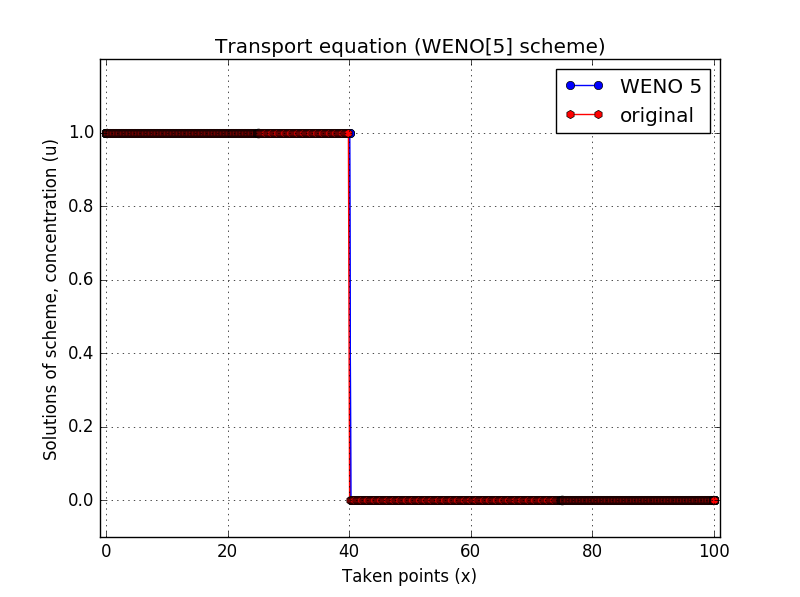 Transport equation (WENO[5] scheme)
WENO 5
original
1.0
0.8
0.6
0.4
0.2
0.0
Solutions of scheme, concentration (u)
0 20 40 60 80 100
Taken points (x)